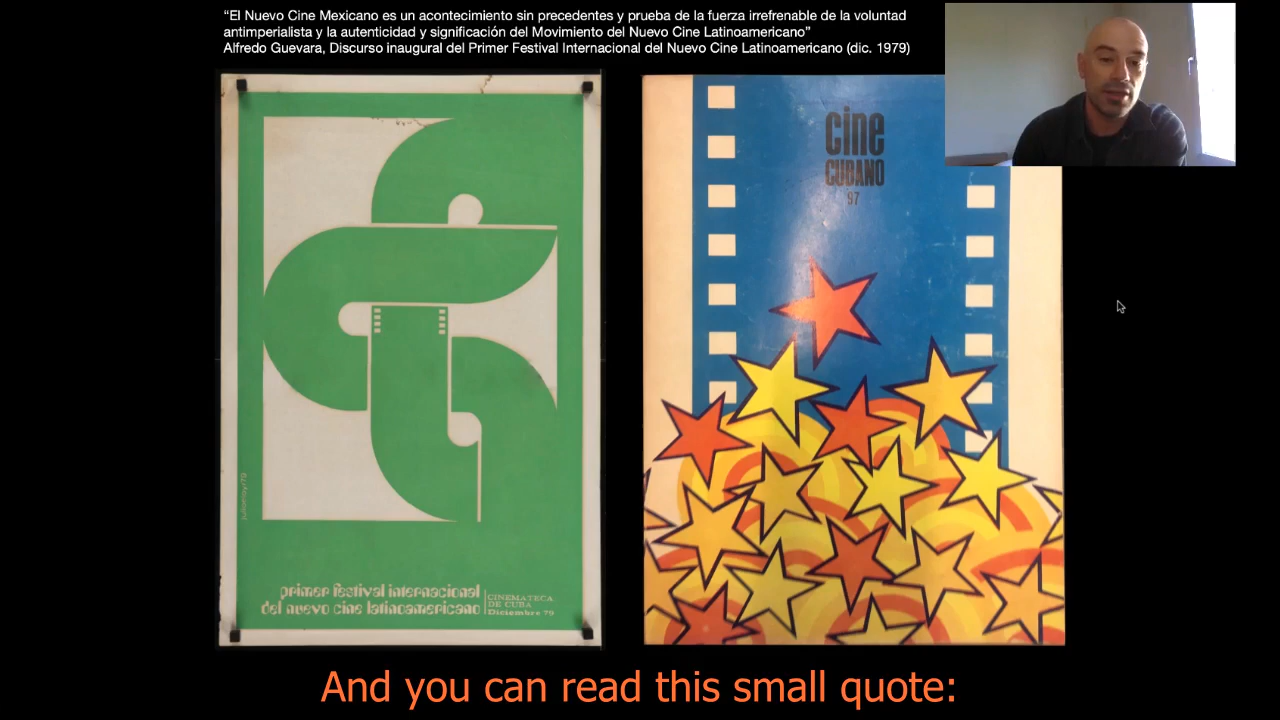 “El Nuevo Cine Mexicano es un acontecimiento sin precedentes y prueba de la fuerza irrefrenable de la voluntad
antimperialista y la autenticidad y significación del Movimiento del Nuevo Cine Latinoamericano”
Alfredo Guevara, Discurso inaugural del Primer Festival Internacional del Nuevo Cine Latinoamericano (dic. 1979)
cine
CUBANO
97
primer festival internacional
del nuevo cine latinoamericano
CINEMATECA
DE CUBA
Diciembre 79
And you can read this small quote: